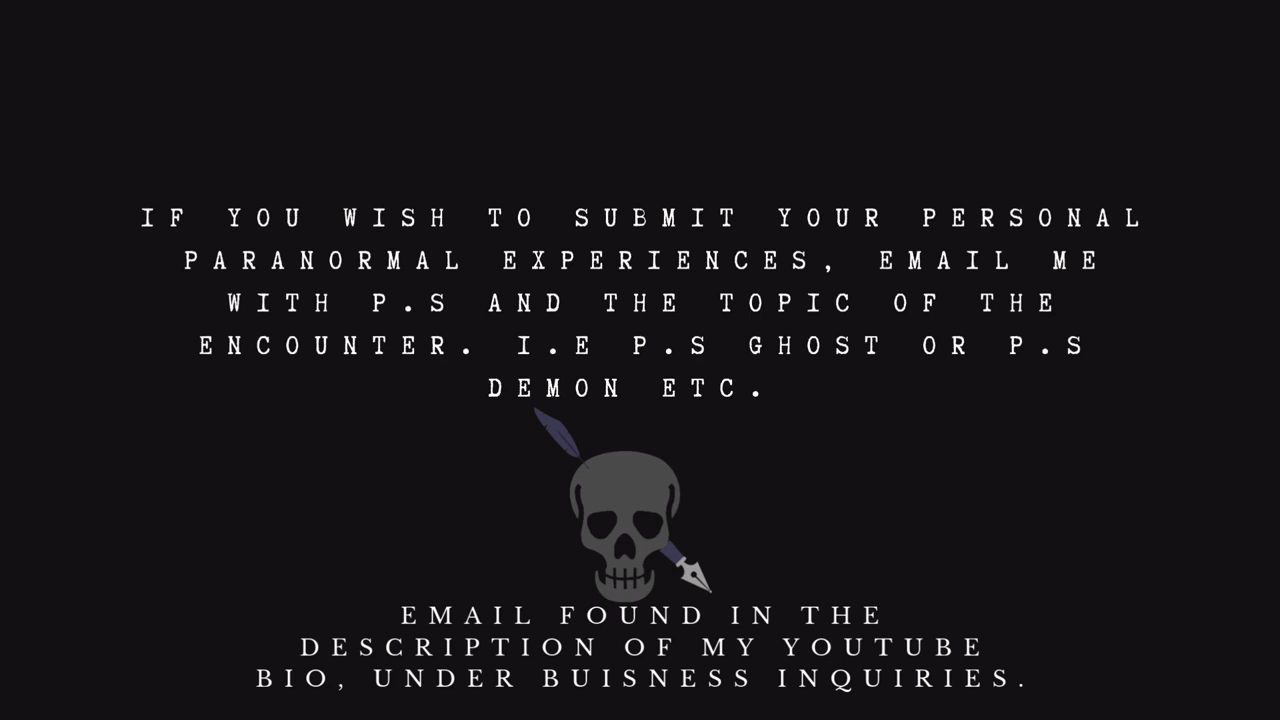 IF YOU WISH TO SUBMIT YOUR PERSONAL
PARANORMAL EXPERIENCES, EMAIL ME
WITH P.S AND THE TOPIC OF THE
ENCOUNTER. I.E P.S GHOST OR P.S
DEMON ETC.
EMAIL FOUND IN THE
DESCRIPTION OF MY YOUTUBE
BIO, UNDER BUISNESS INQUIRIES.